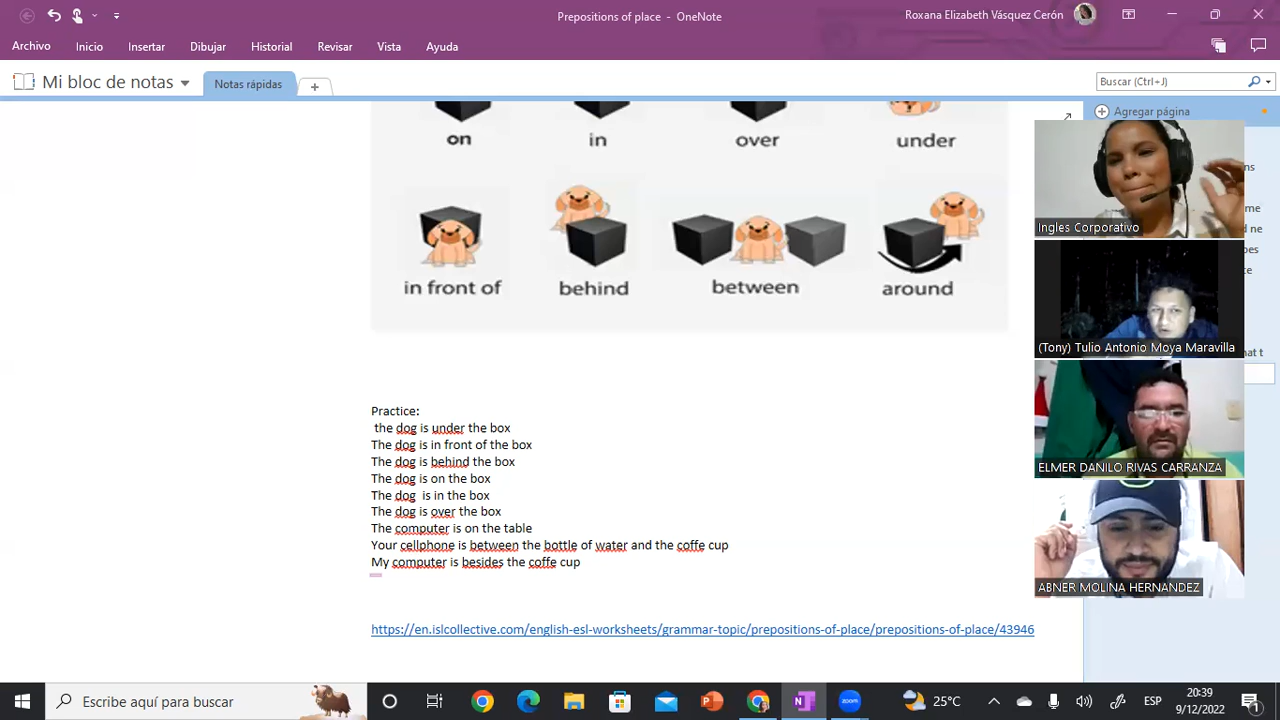 Prepositions of place - OneNote
Roxana Elizabeth Vásquez Cerón
Archivo Inicio Insertar Dibujar Historial Revisar Vista Ayuda
Mi bloc de notas
Notas rápidas
+
Buscar (Ctrl+J)
Agregar página
on in over under
in front of behind between around
Ingles Corporativo
(Tony) Tulio Antonio Moya Maravilla
ELMER DANILO RIVAS CARRANZA
ABNER MOLINA HERNANDEZ
Practice:
the dog is under the box
The dog is in front of the box
The dog is behind the box
The dog is on the box
The dog is in the box
The dog is over the box
The computer is on the table
Your cellphone is between the bottle of water and the coffe cup
My computer is besides the coffe cup
https://en.islcollective.com/english-esl-worksheets/grammar-topic/prepositions-of-place/prepositions-of-place/43946
Escribe aquí para buscar
zoom
25°C
ESP
20:39
9/12/2022